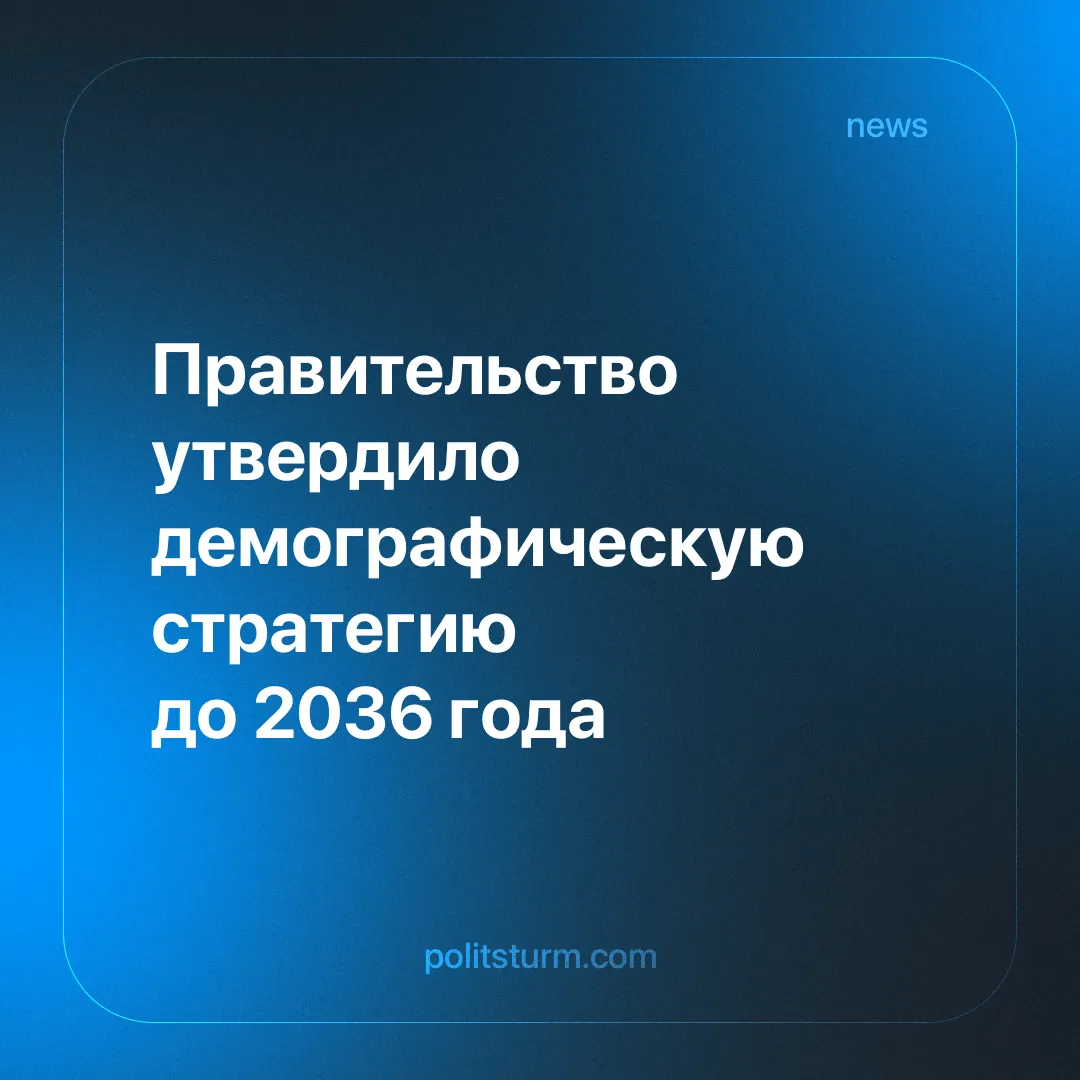 news
Правительство
утвердило
демографическую
стратегию
до 2036 года
politsturm.com